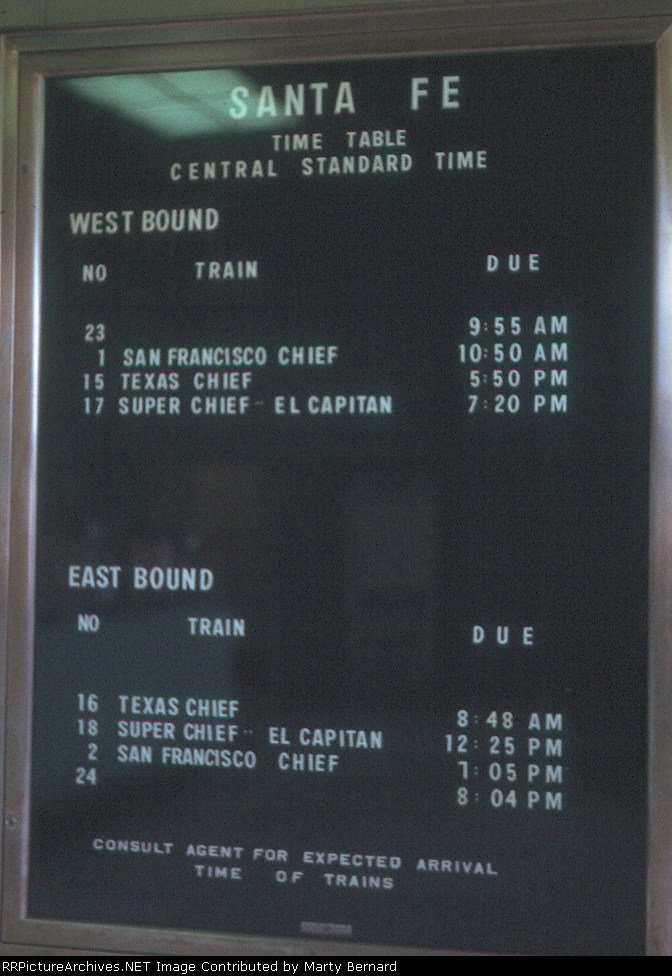 SANTA FE
TIME TABLE
CENTRAL STANDARD TIME
WEST BOUND
NO TRAIN DUE
23 9:55 AM
1 SAN FRANCISCO CHIEF 10:50 AM
15 TEXAS CHIEF 5:50 PM
17 SUPER CHIEF -- EL CAPITAN 7:20 PM
EAST BOUND
NO TRAIN DUE
16 TEXAS CHIEF 8:48 AM
18 SUPER CHIEF -- EL CAPITAN 12:25 PM
2 SAN FRANCISCO CHIEF 1:05 PM
24 8:04 PM
CONSULT AGENT FOR EXPECTED ARRIVAL
TIME OF TRAINS
RRPictureArchives.NET Image Contributed by Marty Bernard